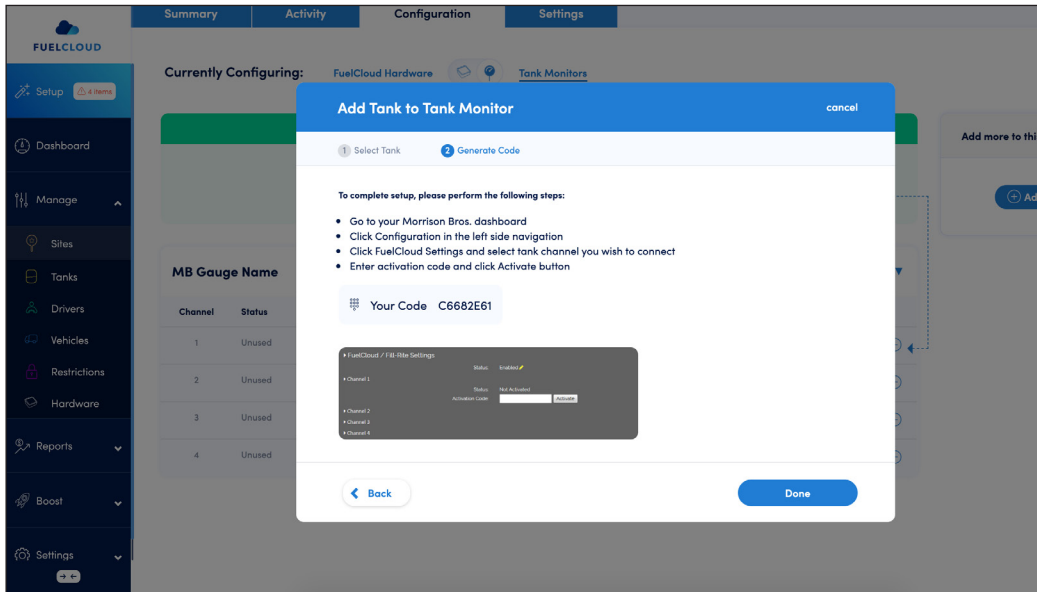 Summary Activity Configuration Settings
FUELCLOUD
Currently Configuring: FuelCloud Hardware Tank Monitors
Setup 4 items
Add Tank to Tank Monitor cancel
Add more to thi
Dashboard
1 Select Tank 2 Generate Code
Ad
Manage
To complete setup, please perform the following steps:
• Go to your Morrison Bros. dashboard
• Click Configuration in the left side navigation
• Click FuelCloud Settings and select tank channel you wish to connect
• Enter activation code and click Activate button
Sites
Tanks
Drivers
Vehicles
Restrictions
Hardware
MB Gauge Name
Channel Status
1 Unused
2 Unused
3 Unused
4 Unused
Your Code C6682E61
FuelCloud / Fill-Rite Settings
Status: Enabled
Channel 1
Status: Not Activated
Activation Code: Activate
Channel 2
Channel 3
Channel 4
Reports
Boost
Settings
Back Done